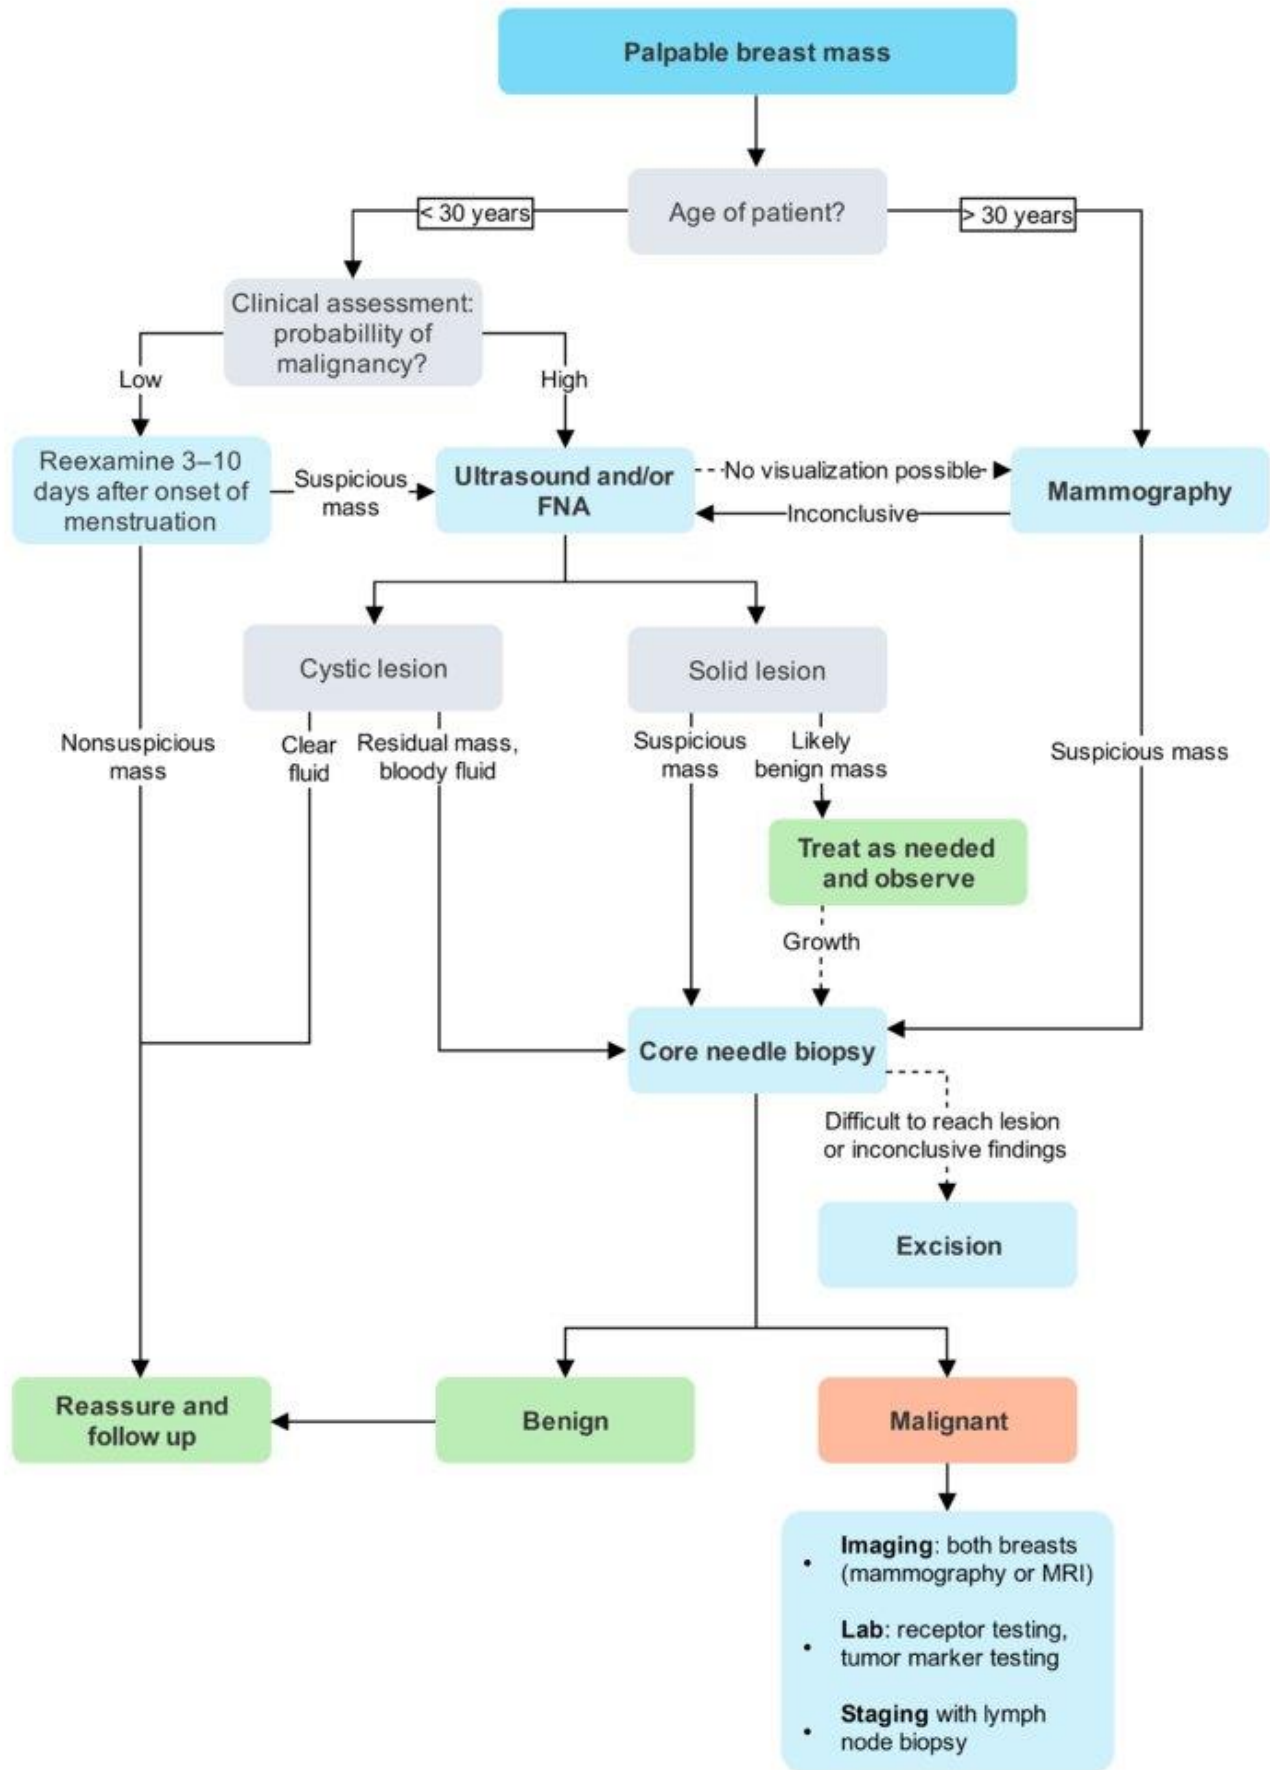 Palpable breast mass
Age of patient?
< 30 years
> 30 years
Clinical assessment:
probabillity of
malignancy?
Low
High
Reexamine 3–10
days after onset of
menstruation
Suspicious
mass
Ultrasound and/or
FNA
No visualization possible
Inconclusive
Mammography
Cystic lesion
Solid lesion
Nonsuspicious
mass
Clear
fluid
Residual mass,
bloody fluid
Suspicious
mass
Likely
benign mass
Suspicious mass
Treat as needed
and observe
Growth
Core needle biopsy
Difficult to reach lesion
or inconclusive findings
Excision
Reassure and
follow up
Benign
Malignant
• Imaging: both breasts
(mammography or MRI)
• Lab: receptor testing,
tumor marker testing
• Staging with lymph
node biopsy